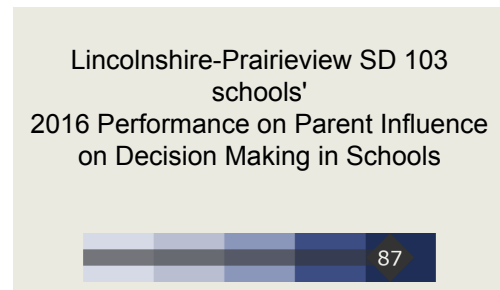 Lincolnshire-Prairieview SD 103
schools'
2016 Performance on Parent Influence
on Decision Making in Schools
87